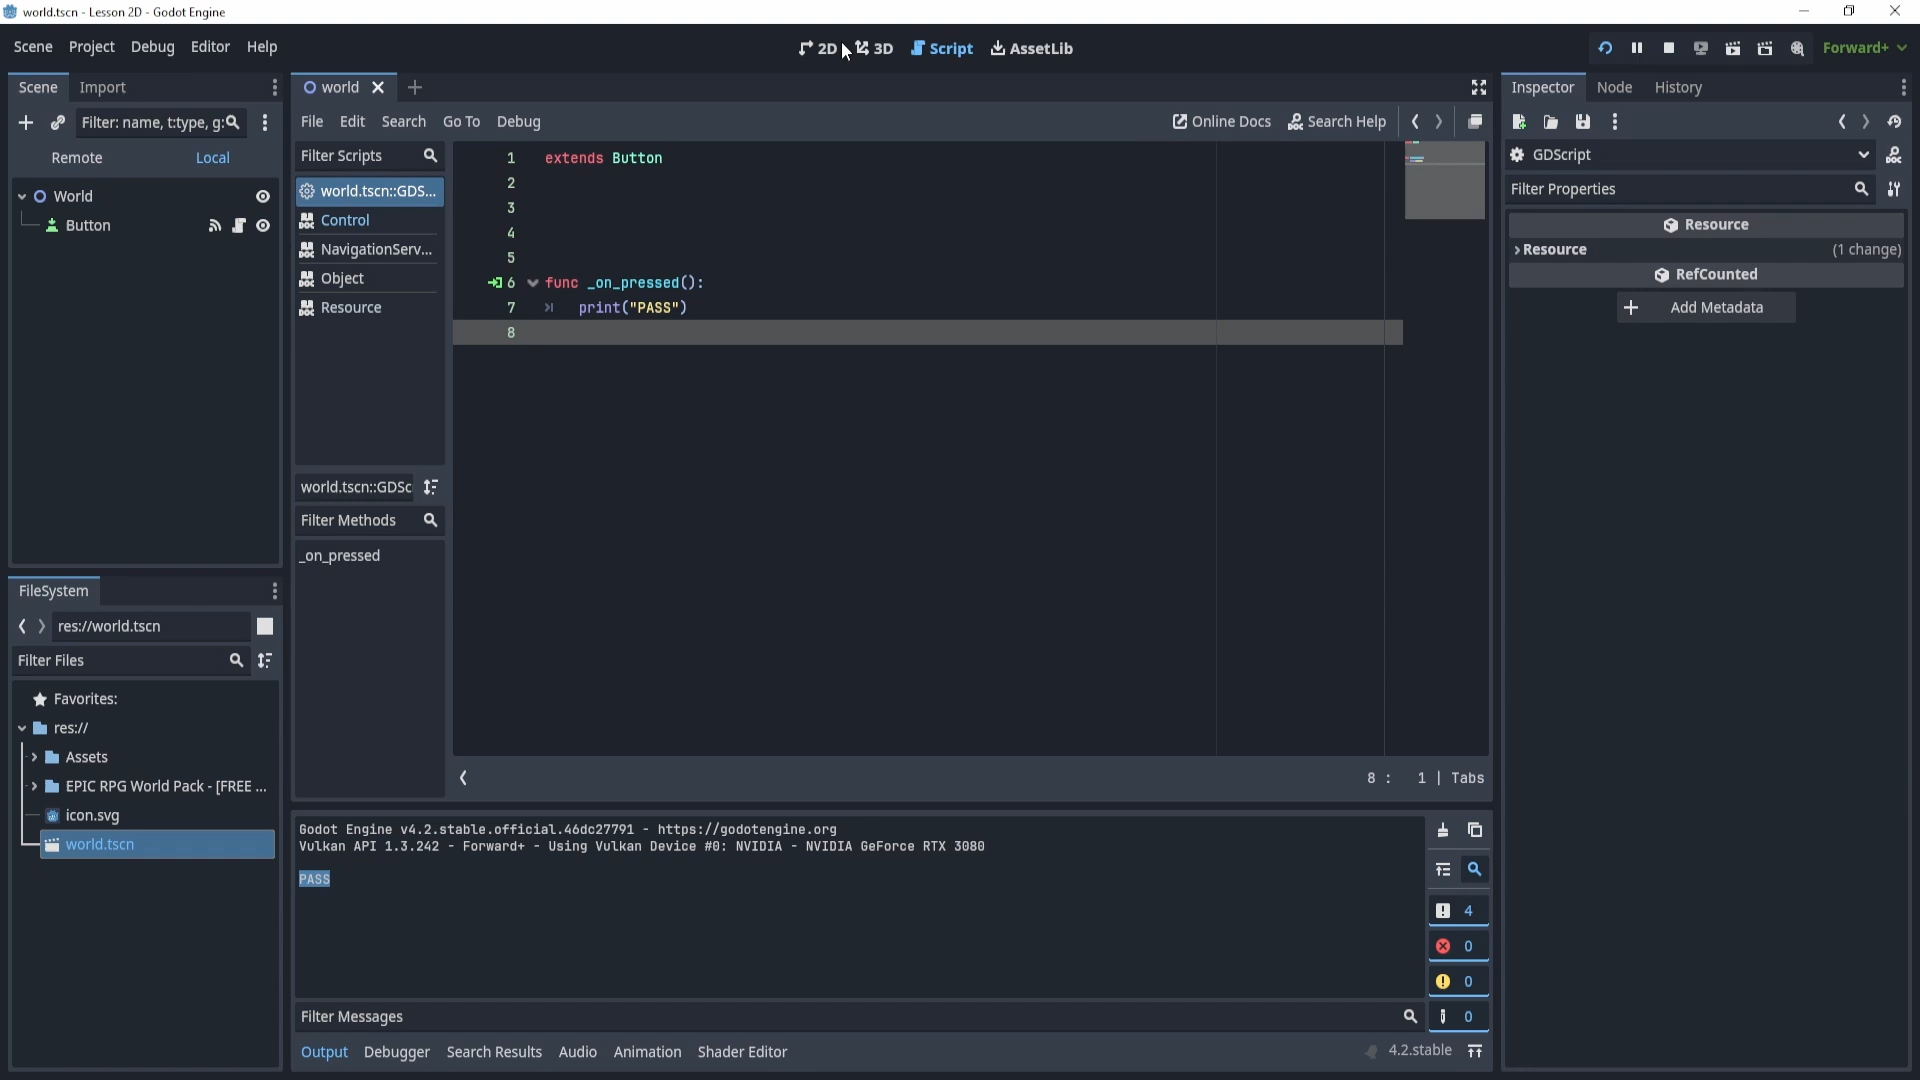 world.tscn - Lesson 2D - Godot Engine
Scene Project Debug Editor Help
2D 3D Script AssetLib
Forward+
Scene Import
Filter: name, t:type, g:
Remote Local
World
Button
FileSystem
res://world.tscn
Filter Files
Favorites:
res://
Assets
EPIC RPG World Pack - [FREE ...
icon.svg
world.tscn
world
File Edit Search Go To Debug
Online Docs Search Help
Filter Scripts
world.tscn::GDS...
Control
NavigationServ...
Object
Resource
world.tscn::GDSc
Filter Methods
_on_pressed
1 extends Button
2
3
4
5
6 func _on_pressed():
7 print("PASS")
8
8 : 1 | Tabs
Godot Engine v4.2.stable.official.46dc27791 - https://godotengine.org
Vulkan API 1.3.242 - Forward+ - Using Vulkan Device #0: NVIDIA - NVIDIA GeForce RTX 3080
PASS
4
0
0
0
Filter Messages
Output Debugger Search Results Audio Animation Shader Editor
4.2.stable
Inspector Node History
GDScript
Filter Properties
Resource
Resource (1 change)
RefCounted
Add Metadata